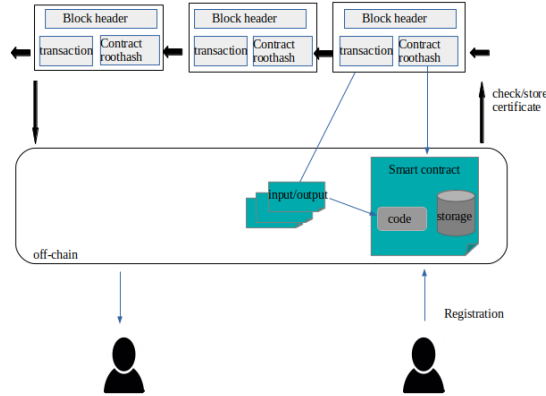 Block header
transaction
Contract
roothash
Block header
transaction
Contract
roothash
Block header
transaction
Contract
roothash
check/store
certificate
Smart contract
input/output
code
storage
off-chain
Registration